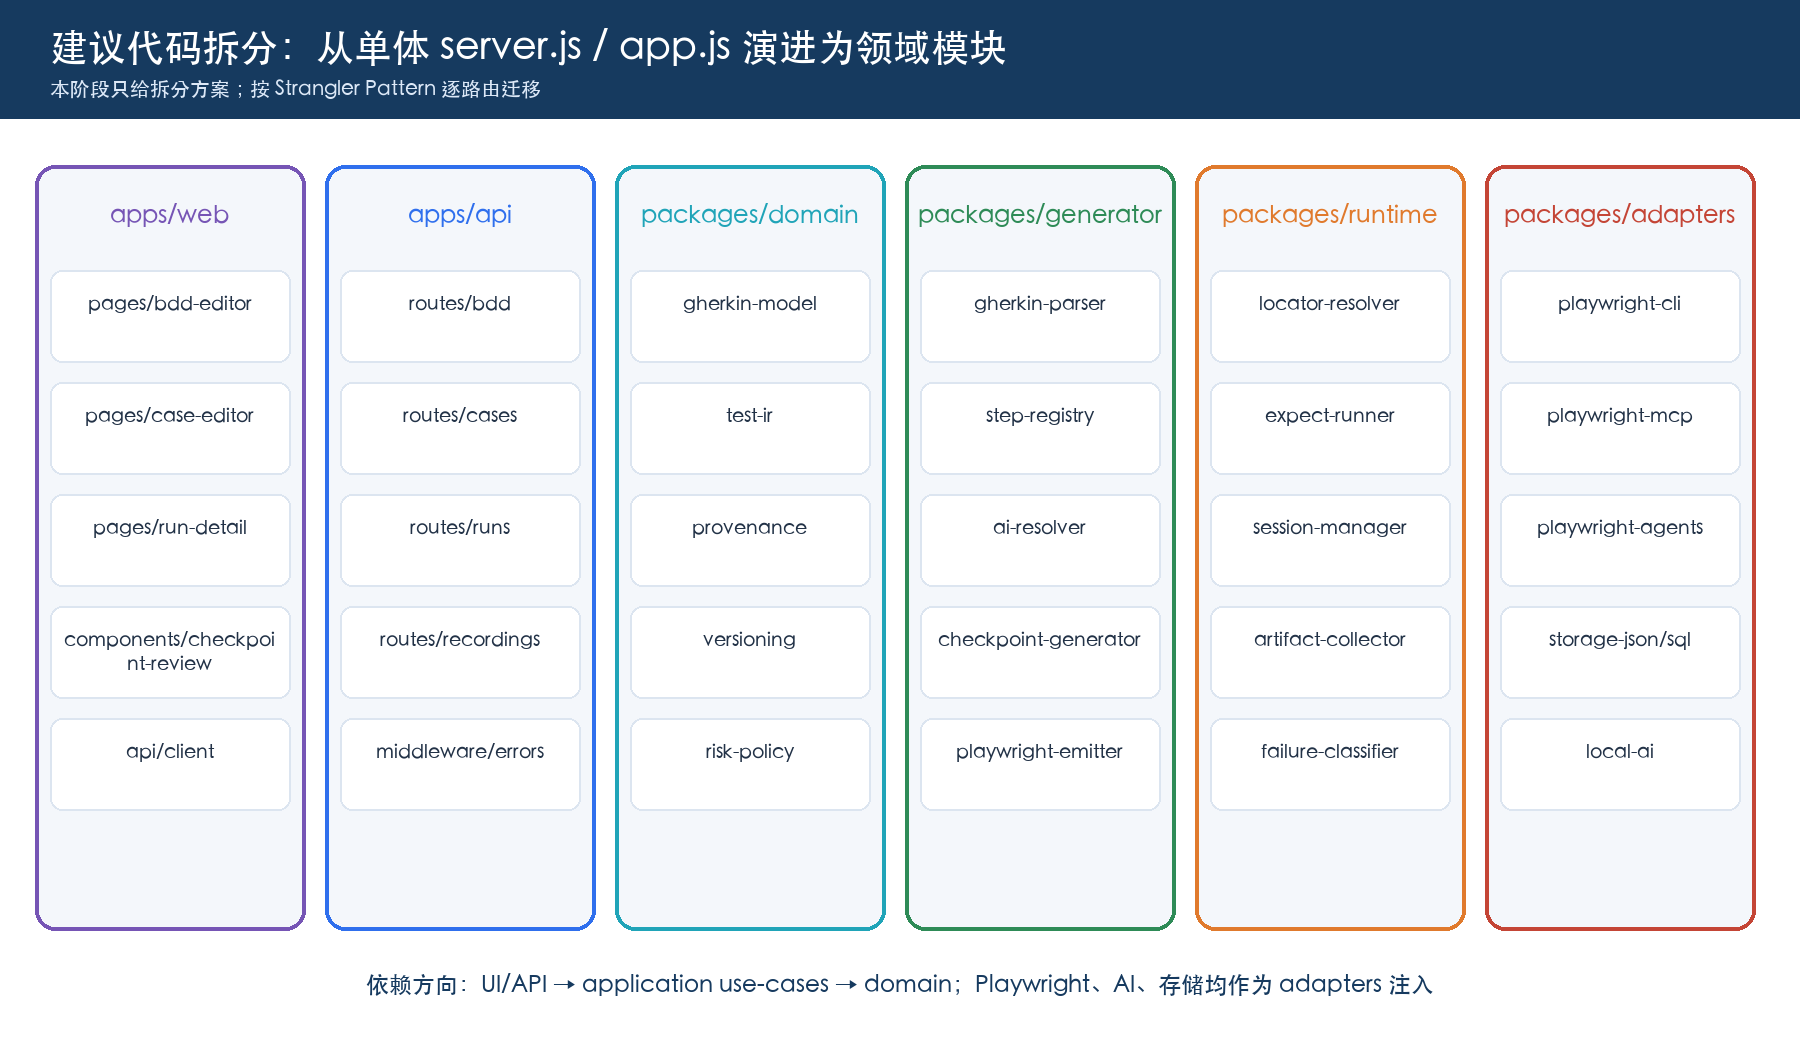 建议代码拆分：从单体 server.js / app.js 演进为领域模块
本阶段只给拆分方案；按 Strangler Pattern 逐路由迁移
apps/web
pages/bdd-editor
pages/case-editor
pages/run-detail
components/checkpoi
nt-review
api/client
apps/api
routes/bdd
routes/cases
routes/runs
routes/recordings
middleware/errors
packages/domain
gherkin-model
test-ir
provenance
versioning
risk-policy
packages/generator
gherkin-parser
step-registry
ai-resolver
checkpoint-generator
playwright-emitter
packages/runtime
locator-resolver
expect-runner
session-manager
artifact-collector
failure-classifier
packages/adapters
playwright-cli
playwright-mcp
playwright-agents
storage-json/sql
local-ai
依赖方向：UI/API → application use-cases → domain；Playwright、AI、存储均作为 adapters 注入